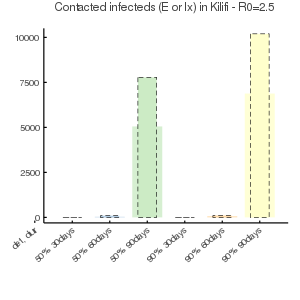 Contacted infecteds (E or Ix) in Kilifi - R0=2.5
10000
7500
5000
2500
0
det. dur
50% 30days
50% 60days
50% 90days
90% 30days
90% 60days
90% 90days